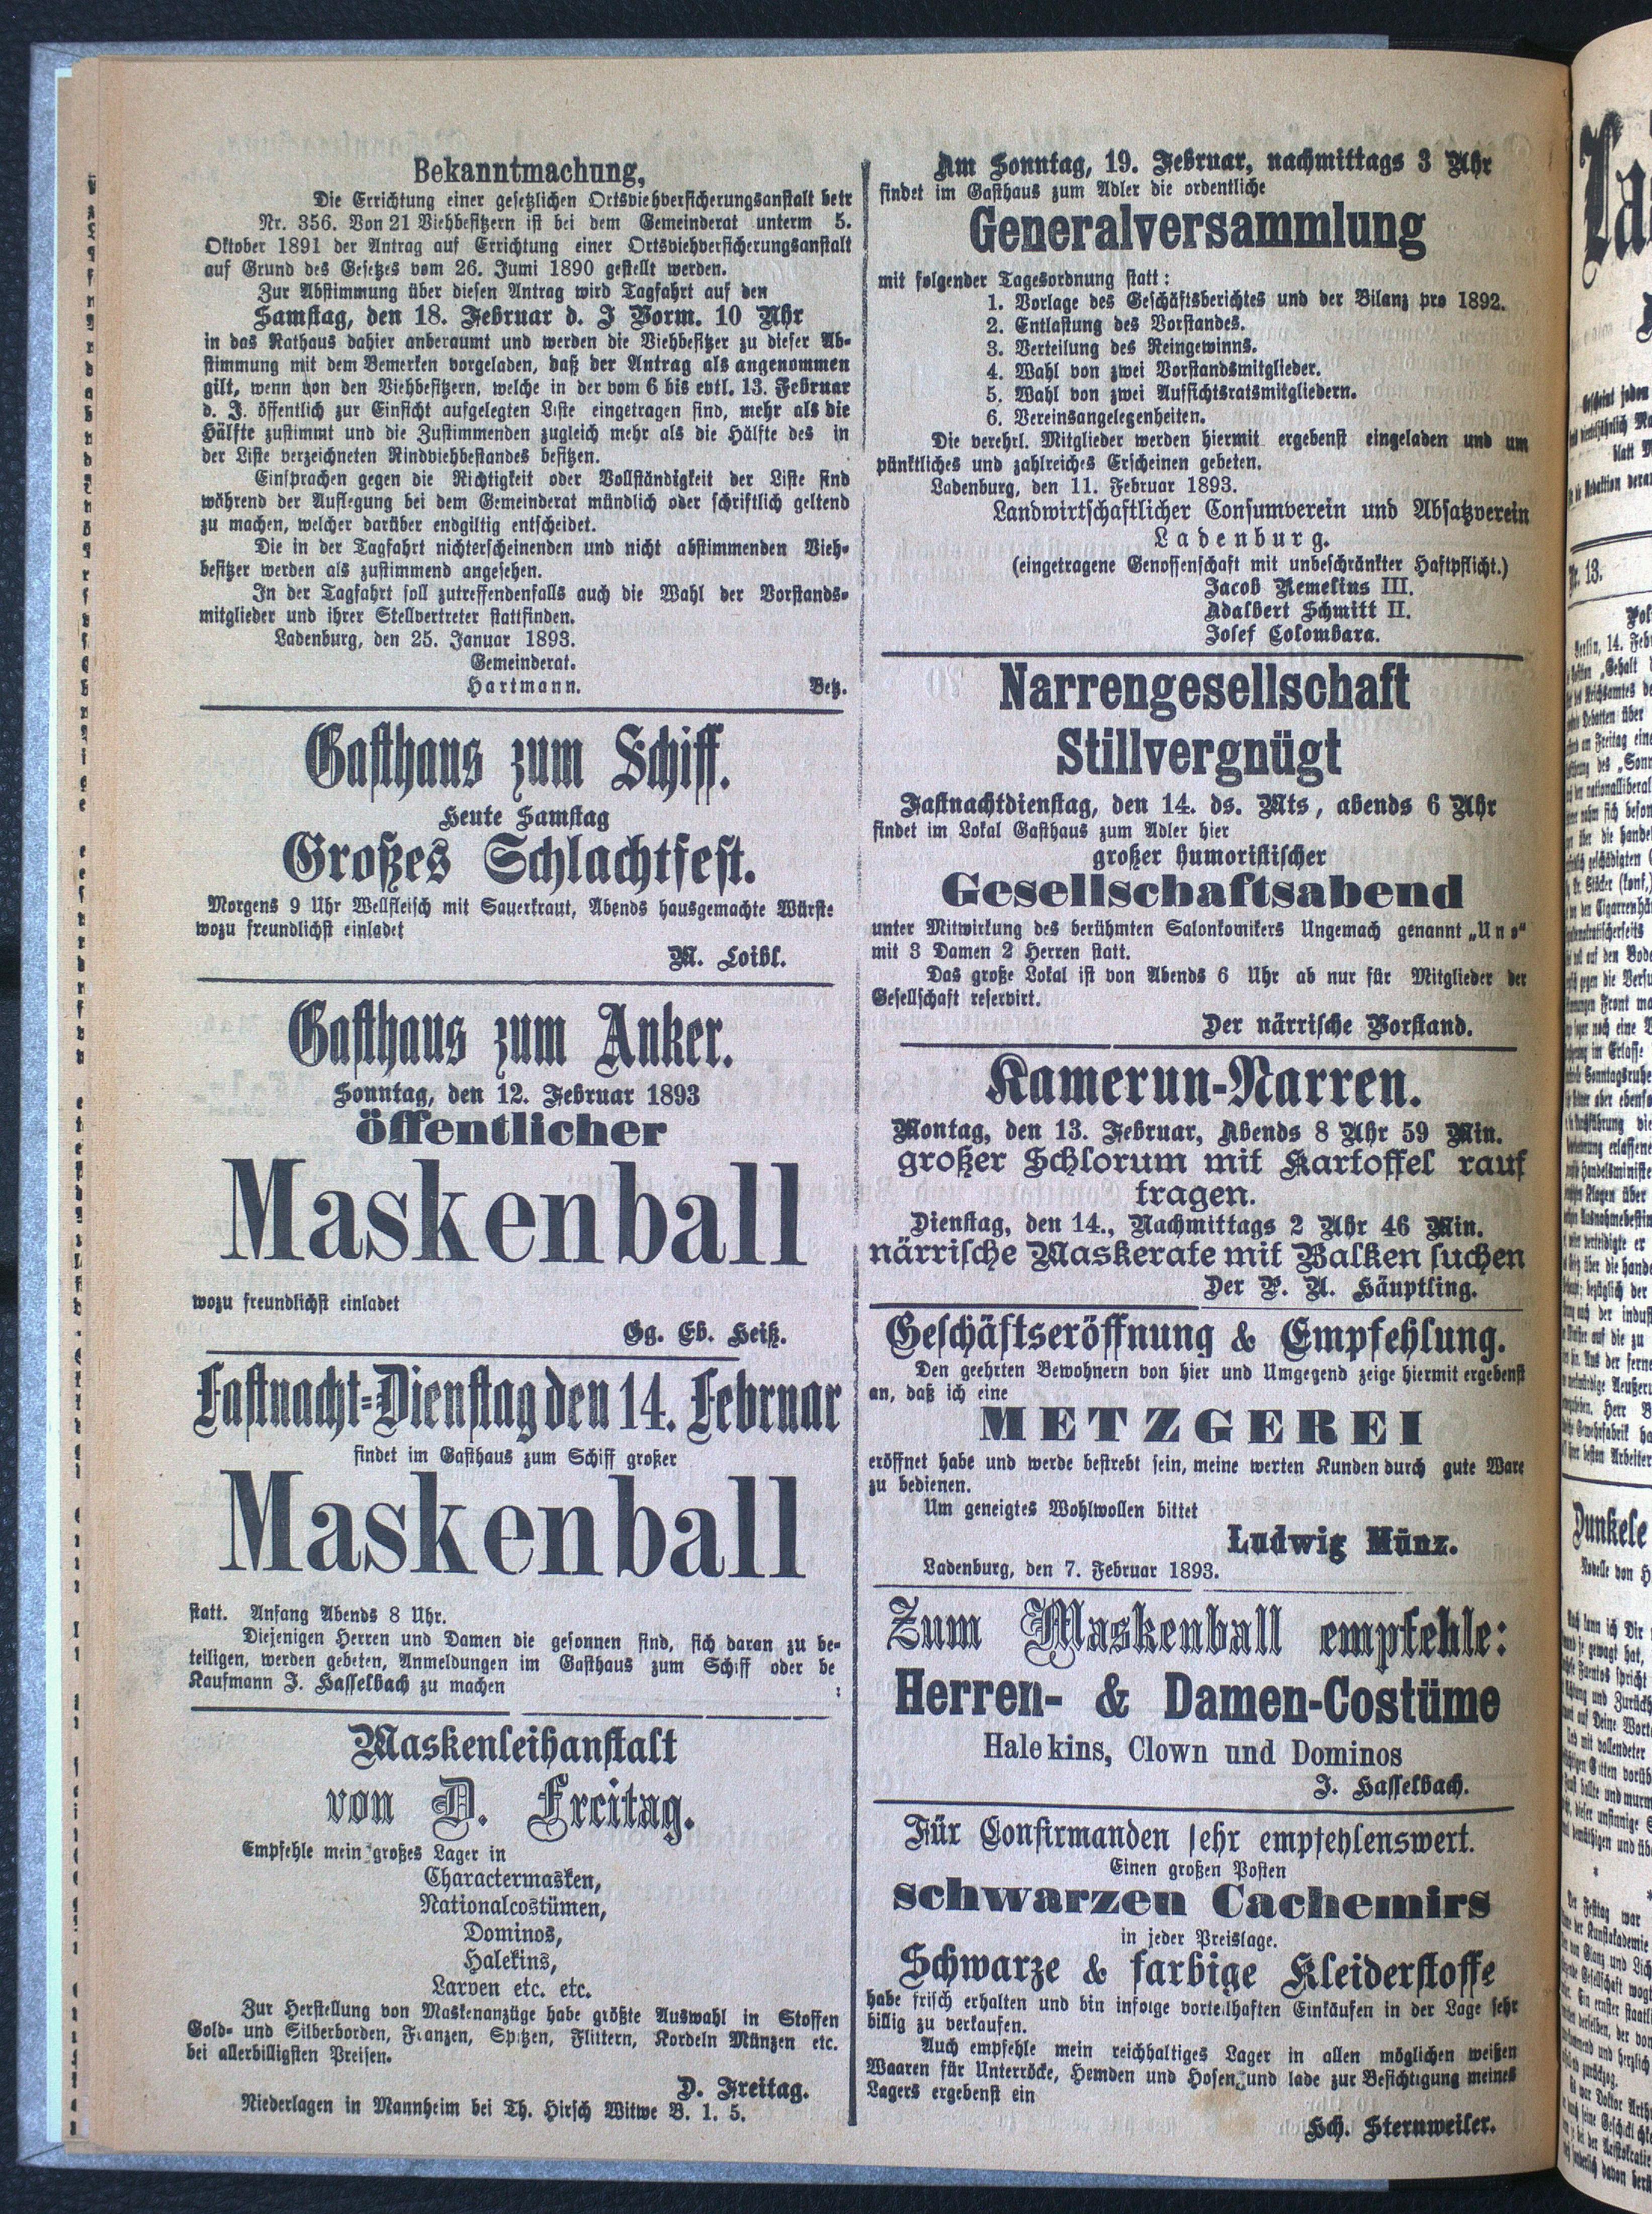 Bekanntmachung,
Die Errichtung einer gesetzlichen Ortsviehversicherungsanstalt betr
Nr. 356. Von 21 Viehbesitzern ist bei dem Gemeinderat unterm 5.
Oktober 1891 der Antrag auf Errichtung einer Ortsviehversicherungsanstalt
auf Grund des Gesetzes vom 26. Juni 1890 gestellt werden.
Zur Abstimmung über diesen Antrag wird Tagfahrt auf den
Samstag, den 18. Februar d. J Vorm. 10 Uhr
in das Rathaus dahier anberaumt und werden die Viehbesitzer zu dieser Ab-
stimmung mit dem Bemerken vorgeladen, daß der Antrag als angenommen
gilt, wenn von den Viehbesitzern, welche in der vom 6 bis evtl. 13. Februar
d. J. öffentlich zur Einsicht aufgelegten Liste eingetragen sind, mehr als die
Hälfte zustimmt und die Zustimmenden zugleich mehr als die Hälfte des in
der Liste verzeichneten Rindviehbestandes besitzen.
Einsprachen gegen die Richtigkeit oder Vollständigkeit der Liste sind
während der Auflegung bei dem Gemeinderat mündlich oder schriftlich geltend
zu machen, welcher darüber endgiltig entscheidet.
Die in der Tagfahrt nichterscheinenden und nicht abstimmenden Vieh-
besitzer werden als zustimmend angesehen.
In der Tagfahrt soll zutreffendenfalls auch die Wahl der Vorstands-
mitglieder und ihrer Stellvertreter stattfinden.
Ladenburg, den 25. Januar 1893.
Gemeinderat.
Hartmann. Betz.
Gasthaus zum Schiff.
Heute Samstag
Großes Schlachtfest.
Morgens 9 Uhr Wellfleisch mit Sauerkraut, Abends hausgemachte Würste
wozu freundlichst einladet
M. Loibl.
Gasthaus zum Anker.
Sonntag, den 12. Februar 1893
öffentlicher
Maskenball
wozu freundlichst einladet
Gg. Eb. Heiß.
Fastnacht-Dienstag den 14. Februar
findet im Gasthaus zum Schiff großer
Maskenball
statt. Anfang Abends 8 Uhr.
Diejenigen Herren und Damen die gesonnen sind, sich daran zu be-
teiligen, werden gebeten, Anmeldungen im Gasthaus zum Schiff oder be
Kaufmann J. Hasselbach zu machen :
Maskenleihanstalt
von D. Freitag.
Empfehle mein großes Lager in
Charactermasken,
Nationalcostümen,
Dominos,
Halekins,
Larven etc. etc.
Zur Herstellung von Maskenanzüge habe größte Auswahl in Stoffen
Gold- und Silberborden, Franzen, Spitzen, Flittern, Kordeln Münzen etc.
bei allerbilligsten Preisen.
D. Freitag.
Niederlagen in Mannheim bei Th. Hirsch Witwe B. 1. 5.
Am Sonntag, 19. Februar, nachmittags 3 Uhr
findet im Gasthaus zum Adler die ordentliche
Generalversammlung
mit folgender Tagesordnung statt:
1. Vorlage des Geschäftsberichtes und der Bilanz pro 1892.
2. Entlastung des Vorstandes.
3. Verteilung des Reingewinns.
4. Wahl von zwei Vorstandsmitglieder.
5. Wahl von zwei Aufsichtsratsmitgliedern.
6. Vereinsangelegenheiten.
Die verehrl. Mitglieder werden hiermit ergebenst eingeladen und um
pünktliches und zahlreiches Erscheinen gebeten.
Ladenburg, den 11. Februar 1893.
Landwirtschaftlicher Consumverein und Absatzverein
Ladenburg.
(eingetragene Genossenschaft mit unbeschränkter Haftpflicht.)
Jacob Remelius III.
Adalbert Schmitt II.
Josef Colombara.
Narrengesellschaft
Stillvergnügt
Fastnachtdienstag, den 14. ds. Mts, abends 6 Uhr
findet im Lokal Gasthaus zum Adler hier
großer humoristischer
Gesellschaftsabend
unter Mitwirkung des berühmten Salonkomikers Ungemach genannt „Uno"
mit 3 Damen 2 Herren statt.
Das große Lokal ist von Abends 6 Uhr ab nur für Mitglieder der
Gesellschaft reservirt.
Der närrische Vorstand.
Kamerun-Narren.
Montag, den 13. Februar, Abends 8 Uhr 59 Min.
großer Schlorum mit Kartoffel rauf
tragen.
Dienstag, den 14., Nachmittags 2 Uhr 46 Min.
närrische Maskerate mit Balken suchen
Der P. A. Häuptling.
Geschäftseröffnung & Empfehlung.
Den geehrten Bewohnern von hier und Umgegend zeige hiermit ergebenst
an, daß ich eine
METZGEREI
eröffnet habe und werde bestrebt sein, meine werten Kunden durch gute Ware
zu bedienen.
Um geneigtes Wohlwollen bittet
Ludwig Münz.
Ladenburg, den 7. Februar 1893.
Zum Maskenball empfehle:
Herren- & Damen-Costüme
Halekins, Clown und Dominos
J. Hasselbach.
Für Confirmanden sehr empfehlenswert.
Einen großen Posten
schwarzen Cachemirs
in jeder Preislage.
Schwarze & farbige Kleiderstoffe
habe frisch erhalten und bin infolge vorteilhaften Einkäufen in der Lage sehr
billig zu verkaufen.
Auch empfehle mein reichhaltiges Lager in allen möglichen weißen
Waaren für Unterröcke, Hemden und Hosen und lade zur Besichtigung meines
Lagers ergebenst ein
Hch. Sternweiler.
Nr. 13.
Dunkele